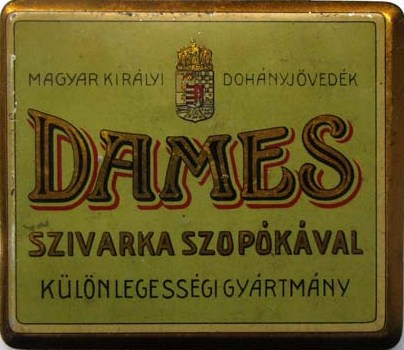 MAGYAR KIRÁLYI DOHÁNYJÖVEDÉK
DAMES
SZIVARKA SZOPÓKÁVAL
KÜLÖNLEGESSÉGI GYÁRTMÁNY